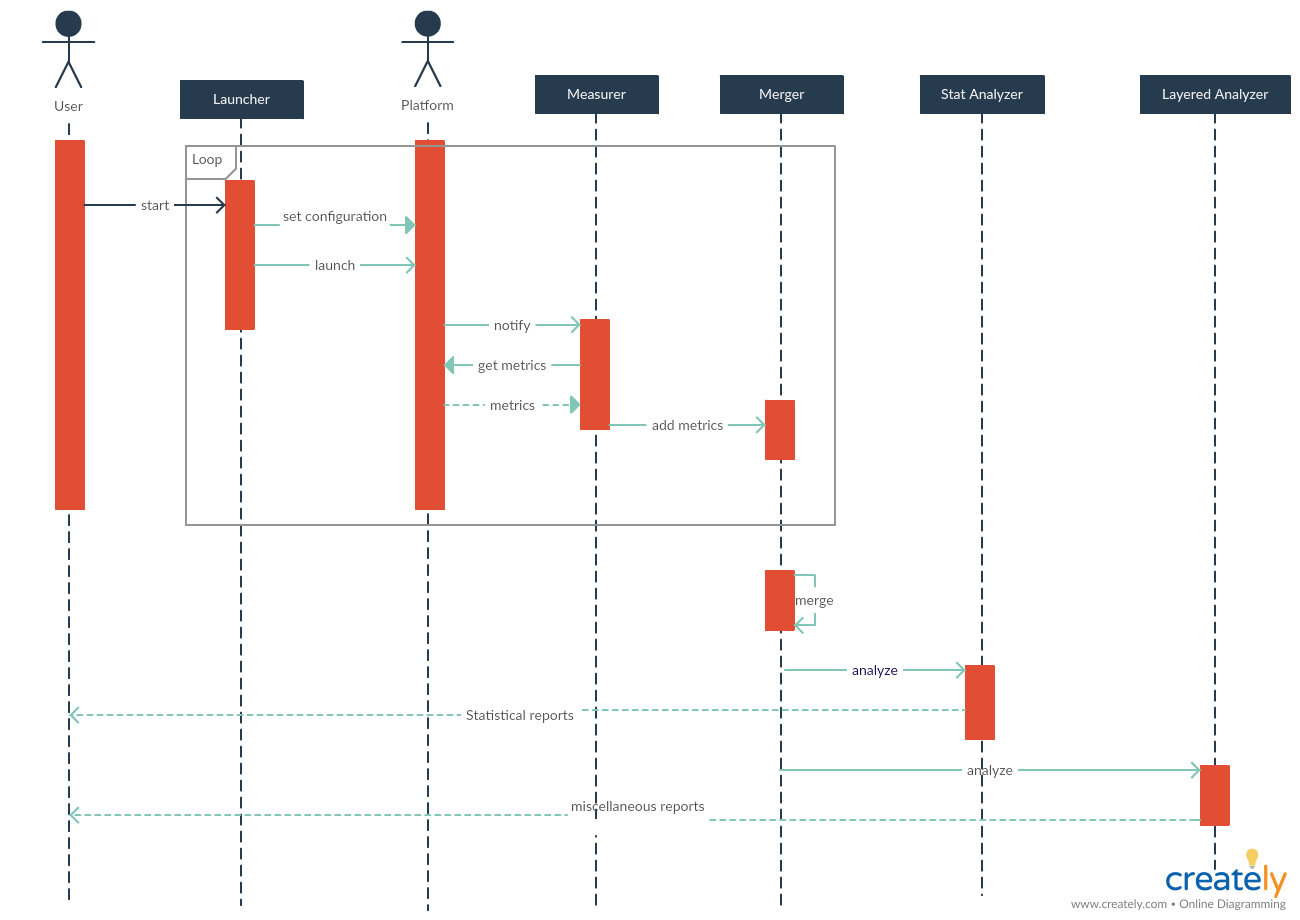 User
Launcher
Platform
Measurer
Merger
Stat Analyzer
Layered Analyzer
Loop
start
set configuration
launch
notify
get metrics
metrics
add metrics
merge
analyze
Statistical reports
analyze
miscellaneous reports
creately
www.creately.com • Online Diagramming